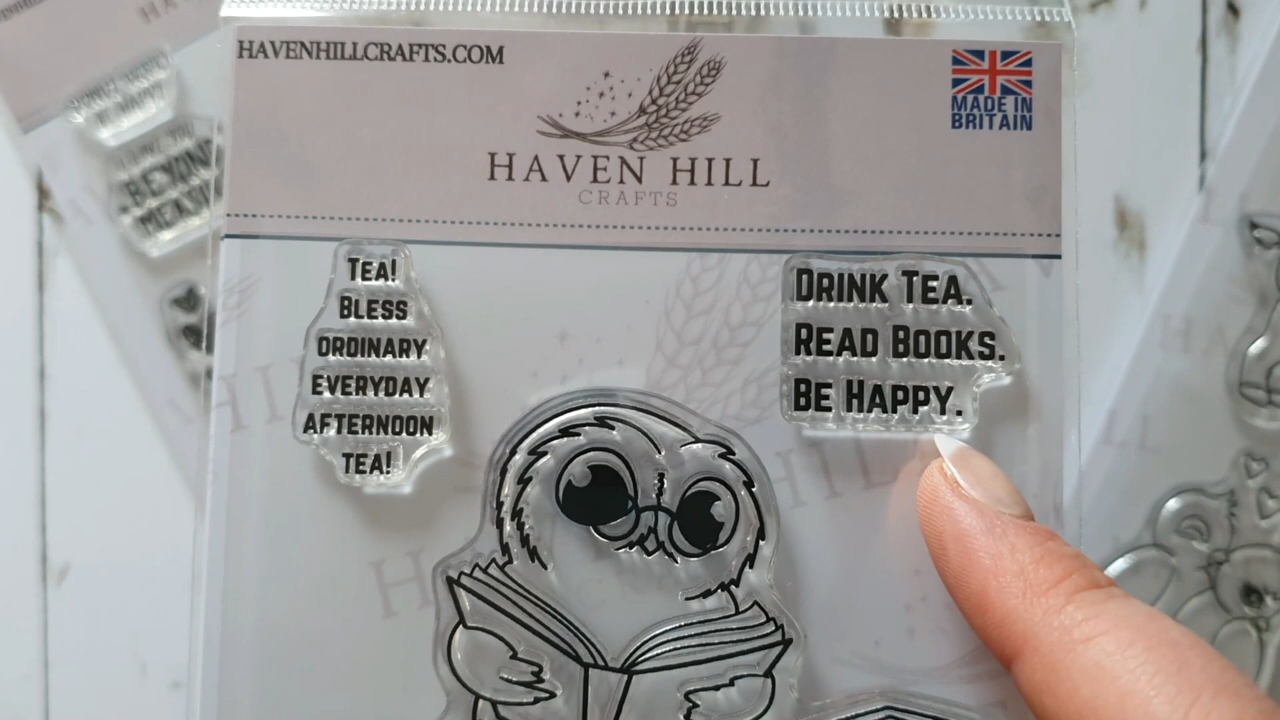 HAVENHILLCRAFTS.COM
HAVEN HILL
CRAFTS
MADE IN
BRITAIN
TEA!
BLESS
ORDINARY
EVERYDAY
AFTERNOON
TEA!
DRINK TEA.
READ BOOKS.
BE HAPPY.
BEYOND